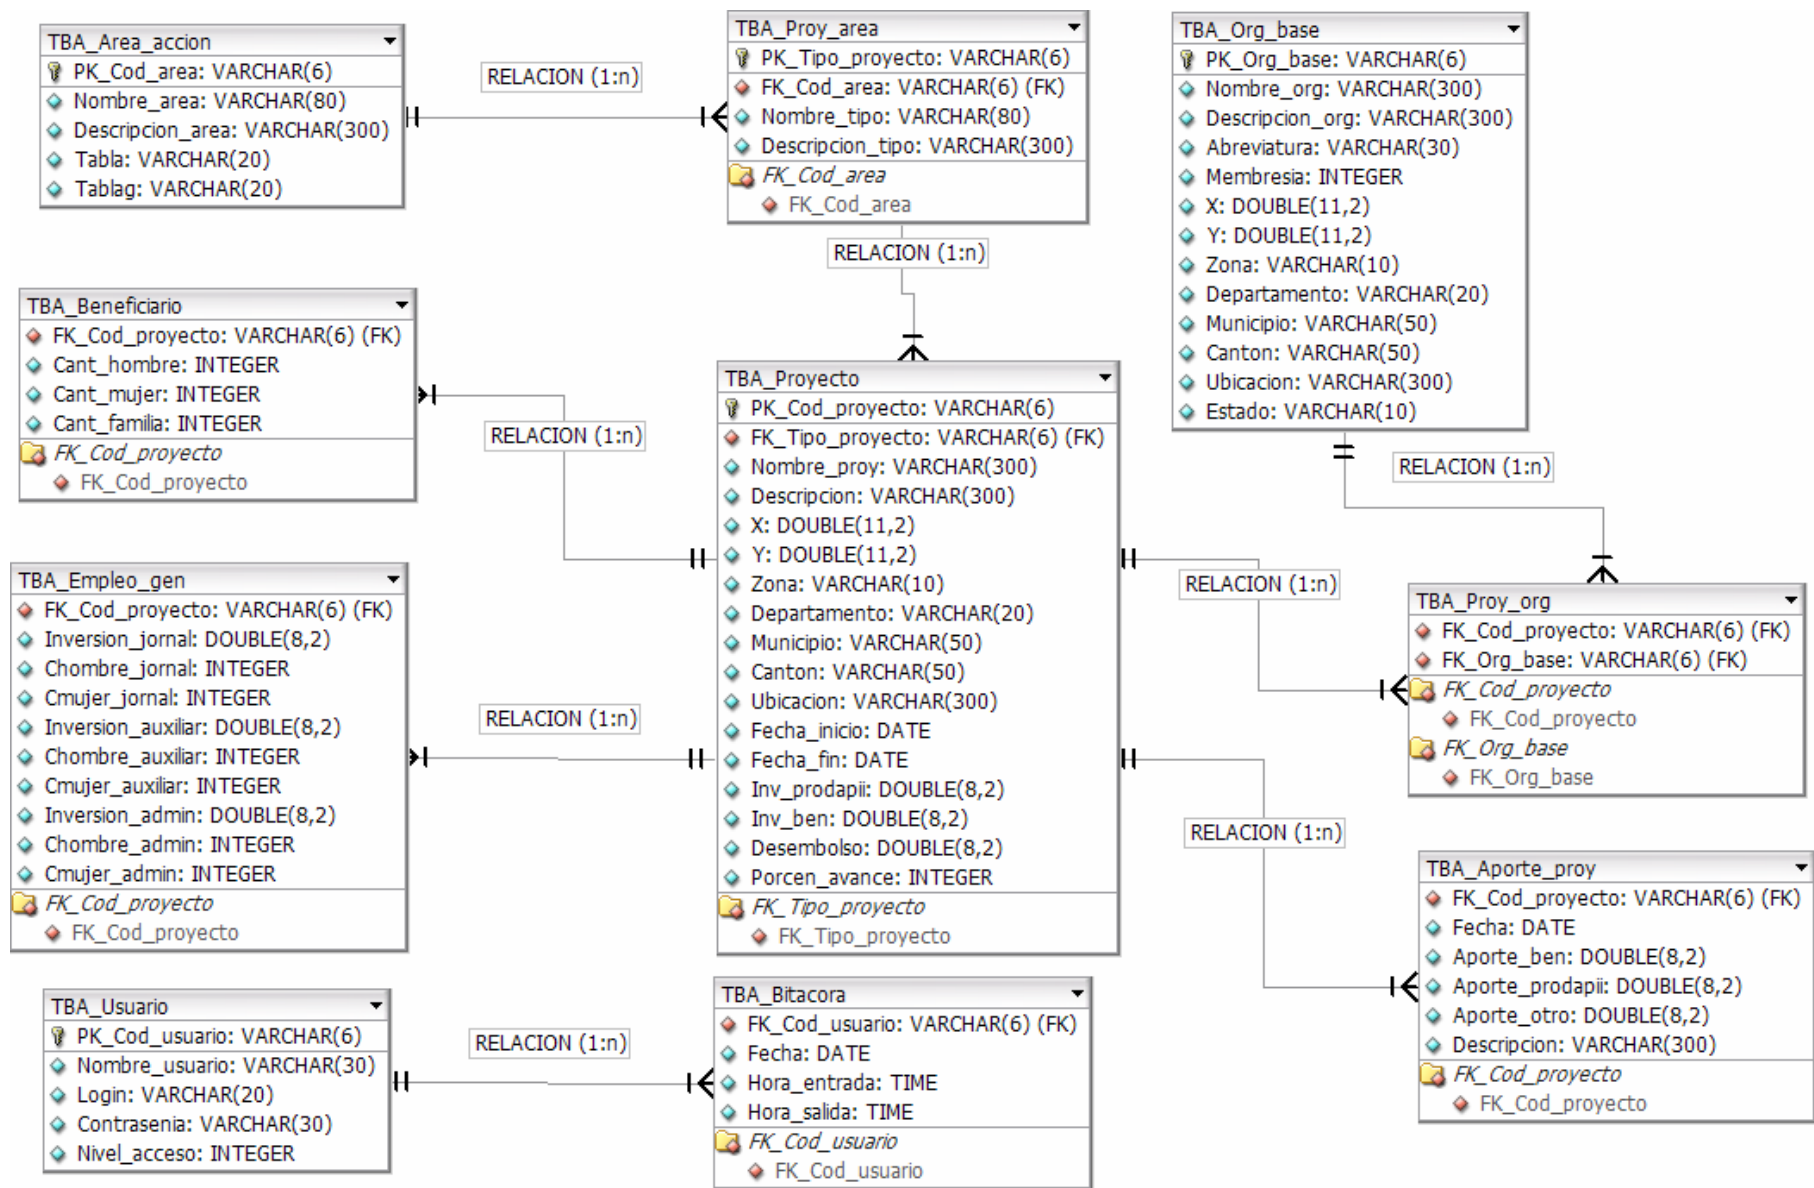 TBA_Area_accion
PK_Cod_area: VARCHAR(6)
Nombre_area: VARCHAR(80)
Descripcion_area: VARCHAR(300)
Tabla: VARCHAR(20)
Tablag: VARCHAR(20)
RELACION (1:n)
TBA_Proy_area
PK_Tipo_proyecto: VARCHAR(6)
FK_Cod_area: VARCHAR(6) (FK)
Nombre_tipo: VARCHAR(80)
Descripcion_tipo: VARCHAR(300)
FK_Cod_area
FK_Cod_area
RELACION (1:n)
TBA_Org_base
PK_Org_base: VARCHAR(6)
Nombre_org: VARCHAR(300)
Descripcion_org: VARCHAR(300)
Abreviatura: VARCHAR(30)
Membresia: INTEGER
X: DOUBLE(11,2)
Y: DOUBLE(11,2)
Zona: VARCHAR(10)
Departamento: VARCHAR(20)
Municipio: VARCHAR(50)
Canton: VARCHAR(50)
Ubicacion: VARCHAR(300)
Estado: VARCHAR(10)
RELACION (1:n)
TBA_Beneficiario
FK_Cod_proyecto: VARCHAR(6) (FK)
Cant_hombre: INTEGER
Cant_mujer: INTEGER
Cant_familia: INTEGER
FK_Cod_proyecto
FK_Cod_proyecto
RELACION (1:n)
TBA_Proyecto
PK_Cod_proyecto: VARCHAR(6)
FK_Tipo_proyecto: VARCHAR(6) (FK)
Nombre_proy: VARCHAR(300)
Descripcion: VARCHAR(300)
X: DOUBLE(11,2)
Y: DOUBLE(11,2)
Zona: VARCHAR(10)
Departamento: VARCHAR(20)
Municipio: VARCHAR(50)
Canton: VARCHAR(50)
Ubicacion: VARCHAR(300)
Fecha_inicio: DATE
Fecha_fin: DATE
Inv_prodapii: DOUBLE(8,2)
Inv_ben: DOUBLE(8,2)
Desembolso: DOUBLE(8,2)
Porcen_avance: INTEGER
FK_Tipo_proyecto
FK_Tipo_proyecto
RELACION (1:n)
TBA_Proy_org
FK_Cod_proyecto: VARCHAR(6) (FK)
FK_Org_base: VARCHAR(6) (FK)
FK_Cod_proyecto
FK_Cod_proyecto
FK_Org_base
FK_Org_base
TBA_Empleo_gen
FK_Cod_proyecto: VARCHAR(6) (FK)
Inversion_jornal: DOUBLE(8,2)
Chombre_jornal: INTEGER
Cmujer_jornal: INTEGER
Inversion_auxiliar: DOUBLE(8,2)
Chombre_auxiliar: INTEGER
Cmujer_auxiliar: INTEGER
Inversion_admin: DOUBLE(8,2)
Chombre_admin: INTEGER
Cmujer_admin: INTEGER
FK_Cod_proyecto
FK_Cod_proyecto
RELACION (1:n)
RELACION (1:n)
TBA_Aporte_proy
FK_Cod_proyecto: VARCHAR(6) (FK)
Fecha: DATE
Aporte_ben: DOUBLE(8,2)
Aporte_prodapii: DOUBLE(8,2)
Aporte_otro: DOUBLE(8,2)
Descripcion: VARCHAR(300)
FK_Cod_proyecto
FK_Cod_proyecto
TBA_Usuario
PK_Cod_usuario: VARCHAR(6)
Nombre_usuario: VARCHAR(30)
Login: VARCHAR(20)
Contrasenia: VARCHAR(30)
Nivel_acceso: INTEGER
RELACION (1:n)
TBA_Bitacora
FK_Cod_usuario: VARCHAR(6) (FK)
Fecha: DATE
Hora_entrada: TIME
Hora_salida: TIME
FK_Cod_usuario
FK_Cod_usuario